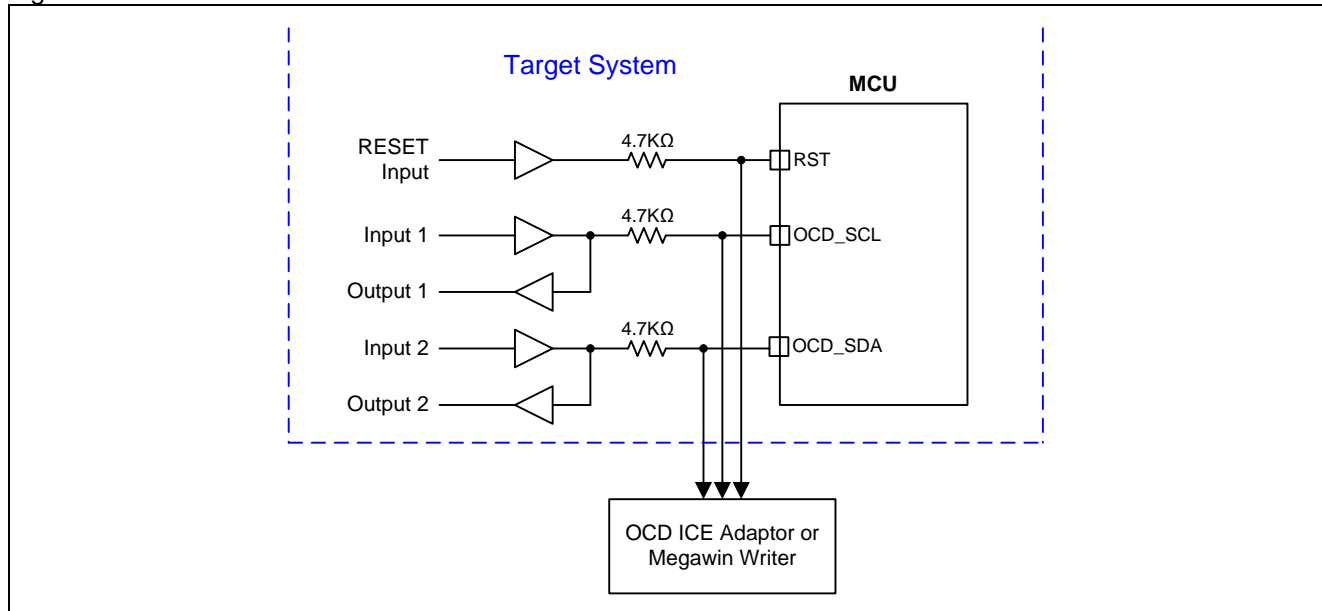 Target System
MCU
RESET
Input
4.7KΩ
RST
Input 1
4.7KΩ
OCD_SCL
Output 1
Input 2
4.7KΩ
OCD_SDA
Output 2
OCD ICE Adaptor or
Megawin Writer